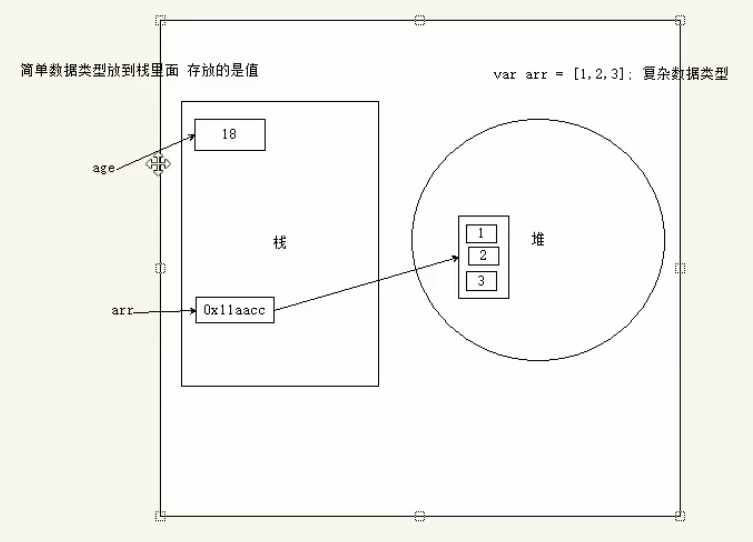 简单数据类型放到栈里面 存放的是值
var arr = [1,2,3]; 复杂数据类型
18
age
栈
堆
1
2
3
arr
0x11aacc